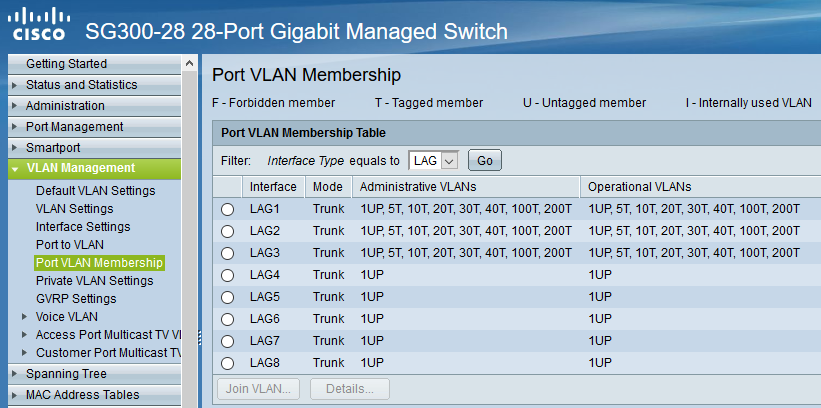 cisco SG300-28 28-Port Gigabit Managed Switch
Getting Started
Status and Statistics
Administration
Port Management
Smartport
VLAN Management
Default VLAN Settings
VLAN Settings
Interface Settings
Port to VLAN
Port VLAN Membership
Private VLAN Settings
GVRP Settings
Voice VLAN
Access Port Multicast TV VI
Customer Port Multicast TV
Spanning Tree
MAC Address Tables
Port VLAN Membership
F - Forbidden member T - Tagged member U - Untagged member I - Internally used VLAN
Port VLAN Membership Table
Filter: Interface Type equals to LAG Go
Interface Mode Administrative VLANs Operational VLANs
LAG1 Trunk 1UP, 5T, 10T, 20T, 30T, 40T, 100T, 200T 1UP, 5T, 10T, 20T, 30T, 40T, 100T, 200T
LAG2 Trunk 1UP, 5T, 10T, 20T, 30T, 40T, 100T, 200T 1UP, 5T, 10T, 20T, 30T, 40T, 100T, 200T
LAG3 Trunk 1UP, 5T, 10T, 20T, 30T, 40T, 100T, 200T 1UP, 5T, 10T, 20T, 30T, 40T, 100T, 200T
LAG4 Trunk 1UP 1UP
LAG5 Trunk 1UP 1UP
LAG6 Trunk 1UP 1UP
LAG7 Trunk 1UP 1UP
LAG8 Trunk 1UP 1UP
Join VLAN... Details...